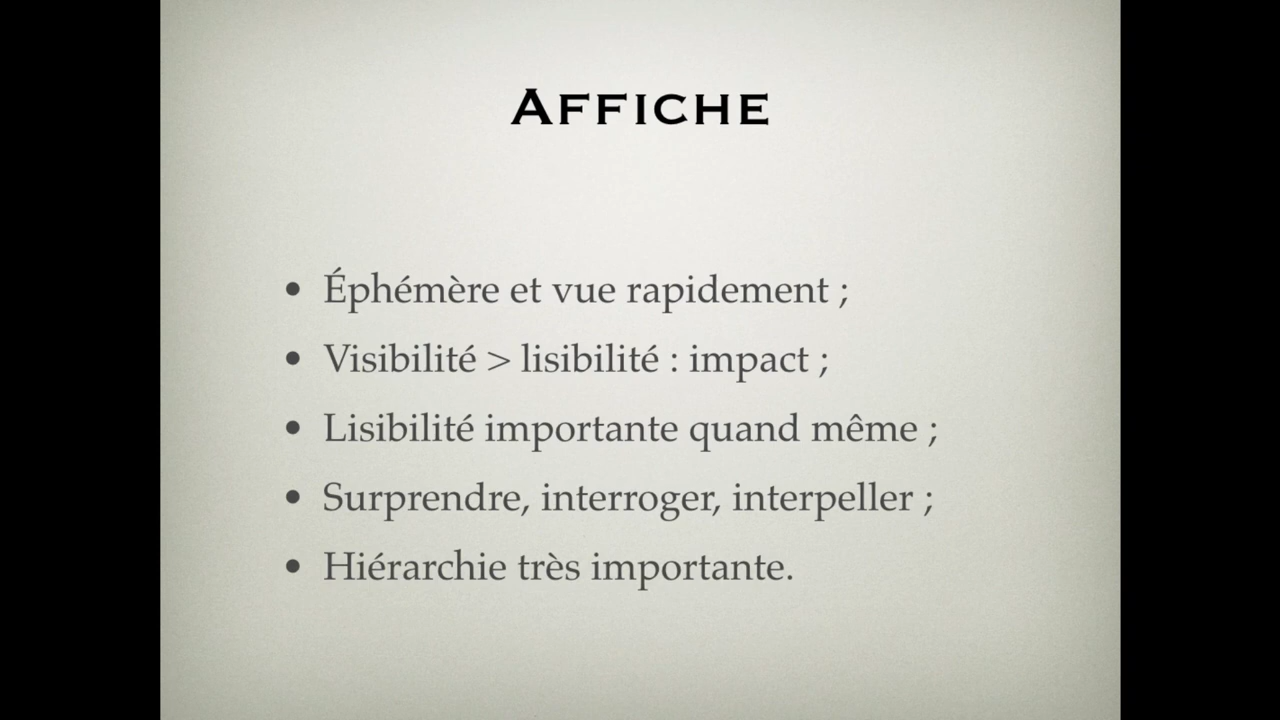 AFFICHE
• Éphémère et vue rapidement ;
• Visibilité > lisibilité : impact ;
• Lisibilité importante quand même ;
• Surprendre, interroger, interpeller ;
• Hiérarchie très importante.